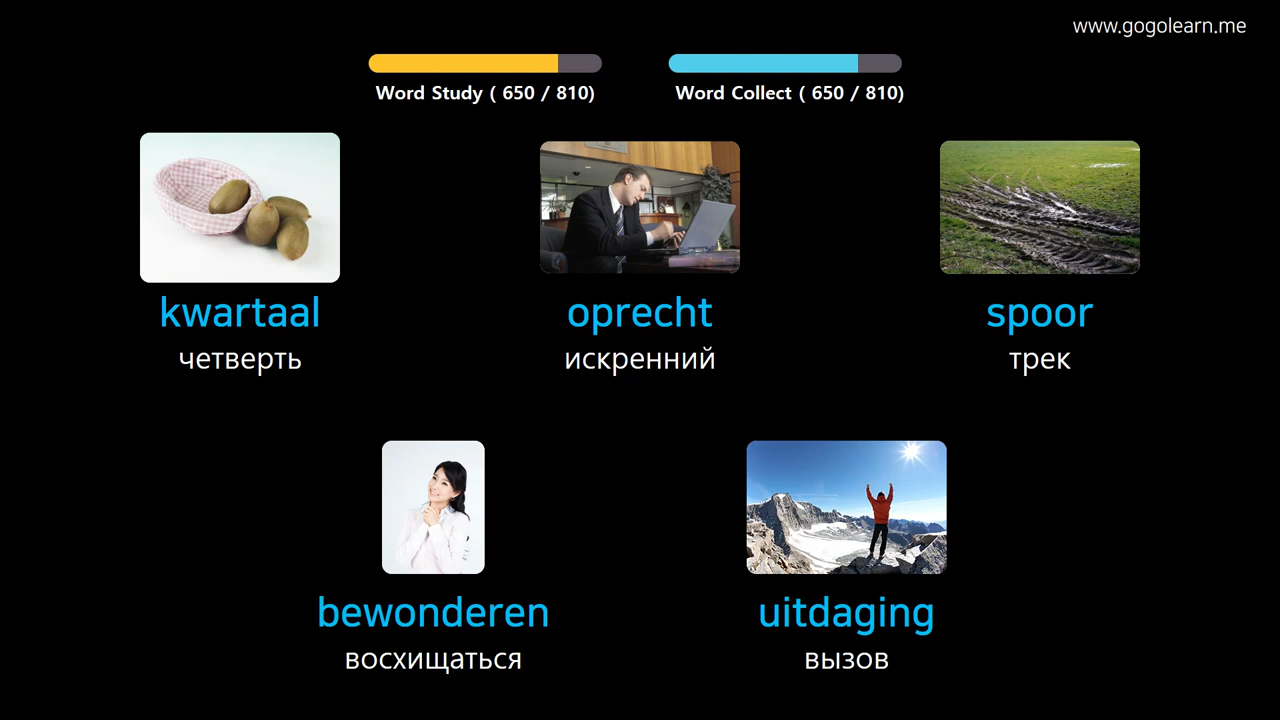 www.gogolearn.me
Word Study ( 650 / 810)
Word Collect ( 650 / 810)
kwartaal
четверть
oprecht
искренний
spoor
трек
bewonderen
восхищаться
uitdaging
вызов